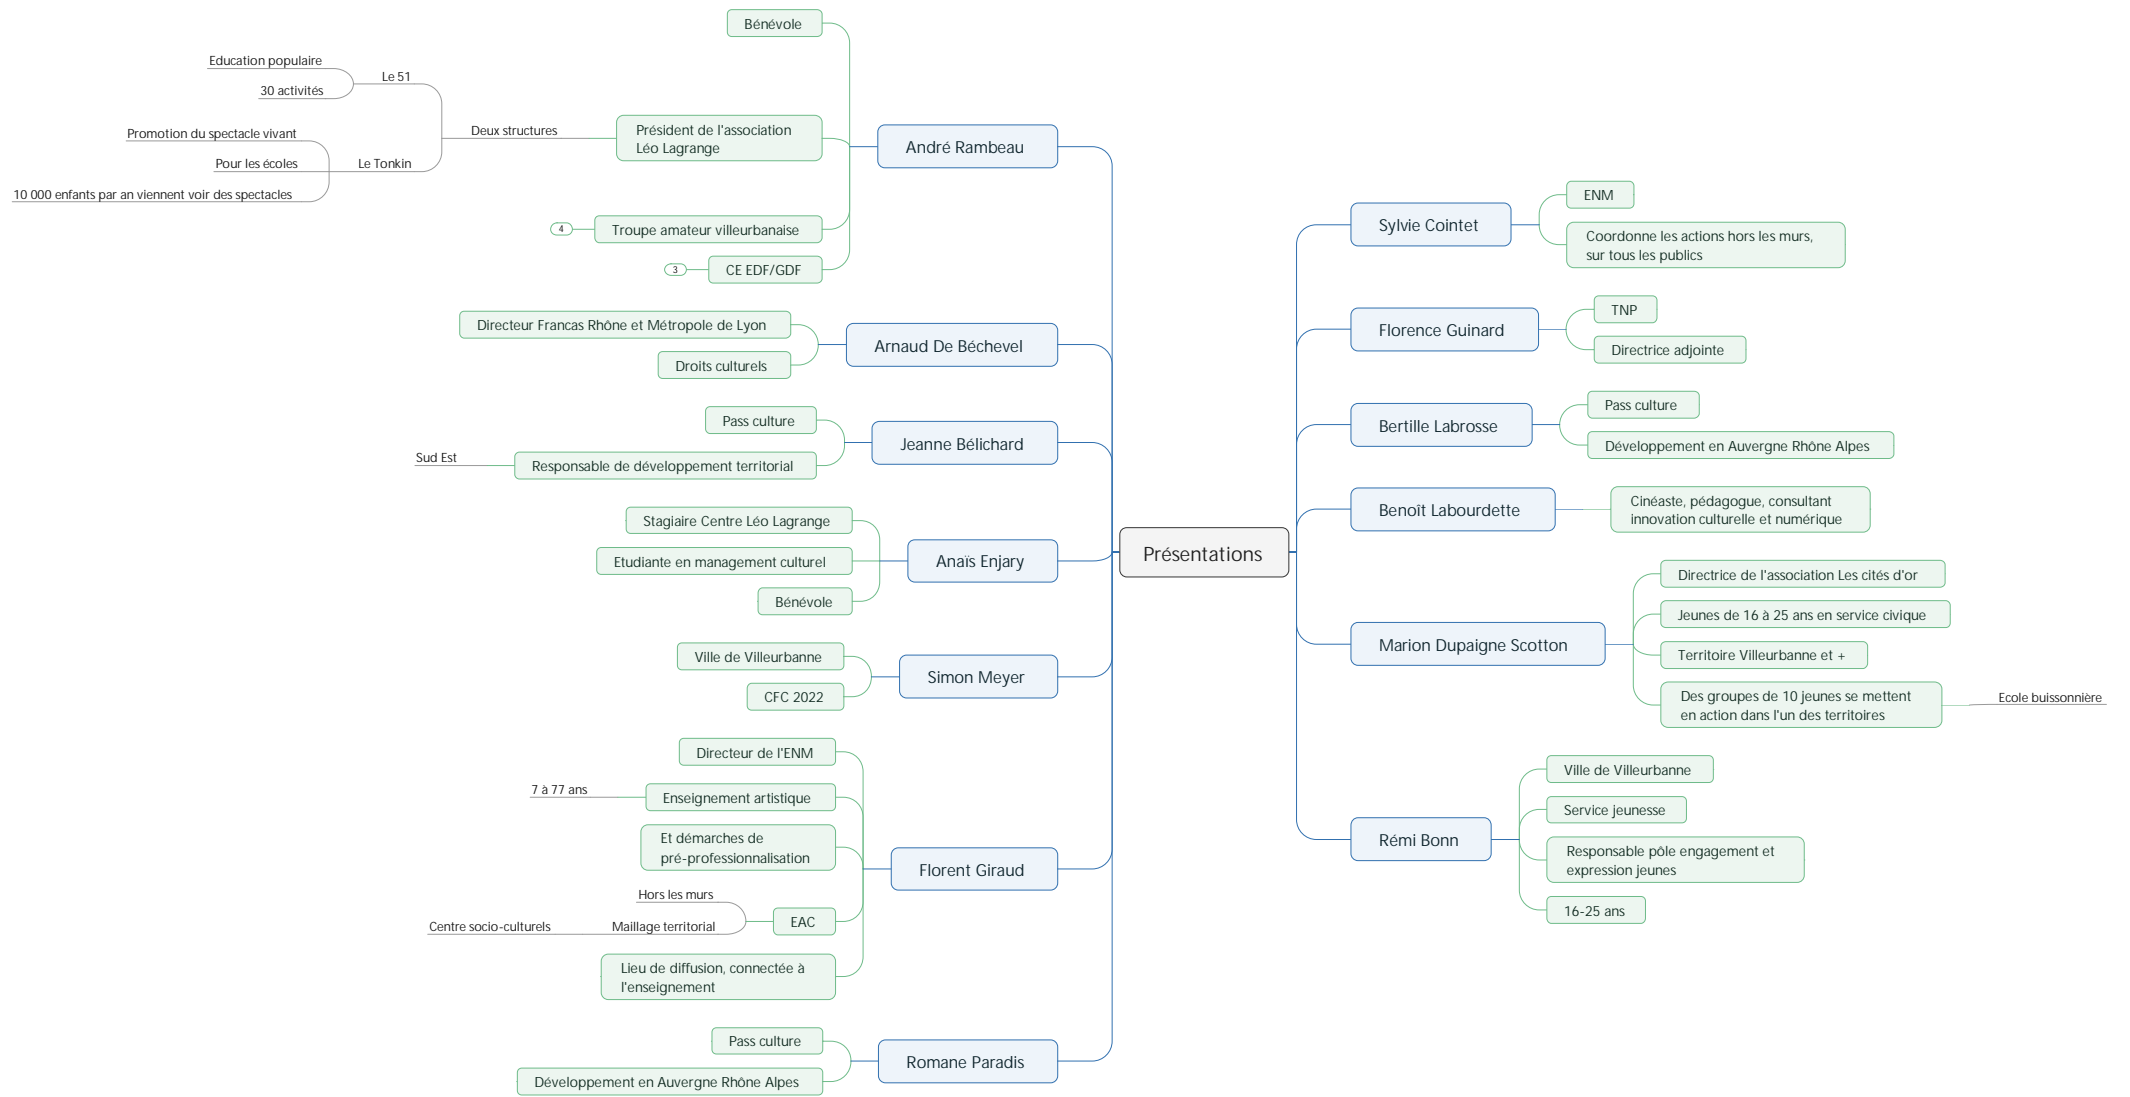 Présentations
Sylvie Cointet
ENM
Coordonne les actions hors les murs,
sur tous les publics
Florence Guinard
TNP
Directrice adjointe
Bertille Labrosse
Pass culture
Développement en Auvergne Rhône Alpes
Benoît Labourdette
Cinéaste, pédagogue, consultant
innovation culturelle et numérique
Marion Dupaigne Scotton
Directrice de l'association Les cités d'or
Jeunes de 16 à 25 ans en service civique
Territoire Villeurbanne et +
Des groupes de 10 jeunes se mettent
en action dans l'un des territoires
Ecole buissonnière
Rémi Bonn
Ville de Villeurbanne
Service jeunesse
Responsable pôle engagement et
expression jeunes
16-25 ans
André Rambeau
Bénévole
Président de l'association
Léo Lagrange
Deux structures
Le 51
Education populaire
30 activités
Le Tonkin
Promotion du spectacle vivant
Pour les écoles
10 000 enfants par an viennent voir des spectacles
Troupe amateur villeurbanaise
4
CE EDF/GDF
3
Arnaud De Béchevel
Directeur Francas Rhône et Métropole de Lyon
Droits culturels
Jeanne Bélichard
Pass culture
Responsable de développement territorial
Sud Est
Anaïs Enjary
Stagiaire Centre Léo Lagrange
Etudiante en management culturel
Bénévole
Simon Meyer
Ville de Villeurbanne
CFC 2022
Florent Giraud
Directeur de l'ENM
Enseignement artistique
7 à 77 ans
Et démarches de
pré-professionnalisation
EAC
Hors les murs
Maillage territorial
Centre socio-culturels
Lieu de diffusion, connectée à
l'enseignement
Romane Paradis
Pass culture
Développement en Auvergne Rhône Alpes